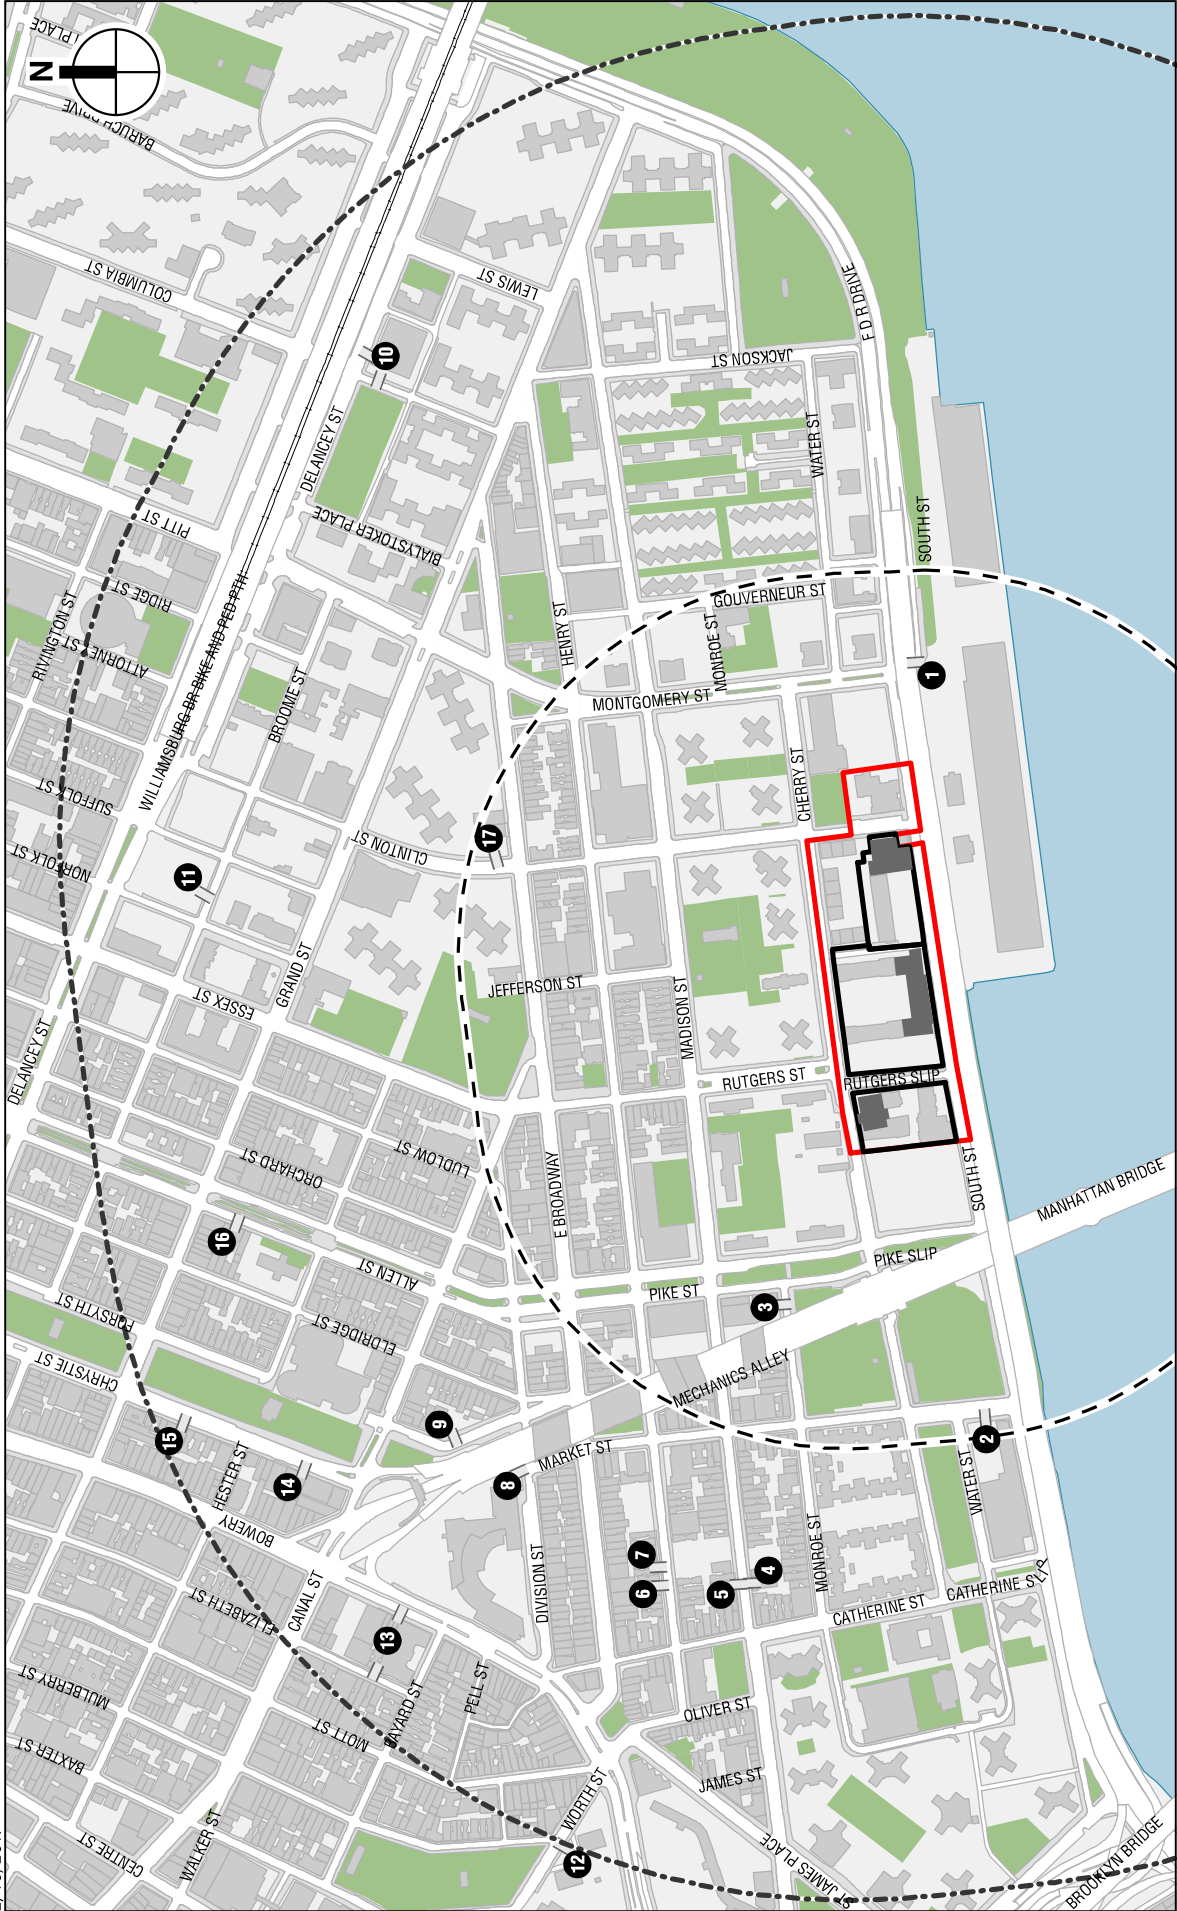 N
I PLACE
BARUCH DRIVE
COLUMBIA ST
LEWIS ST
F D R DRIVE
JACKSON ST
10
DELANCEY ST
WATER ST
PITT ST
BIALYSTOKER PLACE
SOUTH ST
RIDGE ST
RIVINGTON ST
ATTORNEY ST
WILLIAMSBURG BR BIKE AND PED PTH
GOUVERNEUR ST
HENRY ST
MONROE ST
BROOME ST
MONTGOMERY ST
1
SUFFOLK ST
CHERRY ST
NORFOLK ST
CLINTON ST
17
11
GRAND ST
ESSEX ST
JEFFERSON ST
MADISON ST
DELANCEY ST
RUTGERS ST
RUTGERS SLIP
LUDLOW ST
ORCHARD ST
E BROADWAY
SOUTH ST
MANHATTAN BRIDGE
16
ALLEN ST
PIKE SLIP
PIKE ST
3
FORSYTH ST
ELDRIDGE ST
CHRYSTIE ST
MECHANICS ALLEY
9
15
2
MARKET ST
HESTER ST
14
8
WATER ST
BOWERY
7
6
5
4
DIVISION ST
MONROE ST
CATHERINE SLIP
SLIP
CATHERINE ST
ELIZABETH ST
CANAL ST
13
MULBERRY ST
BAYARD ST
PELL ST
OLIVER ST
MOTT ST
BAXTER ST
JAMES ST
WORTH ST
CENTRE ST
WALKER ST
12
ST JAMES PLACE
BROOKLYN BRIDGE